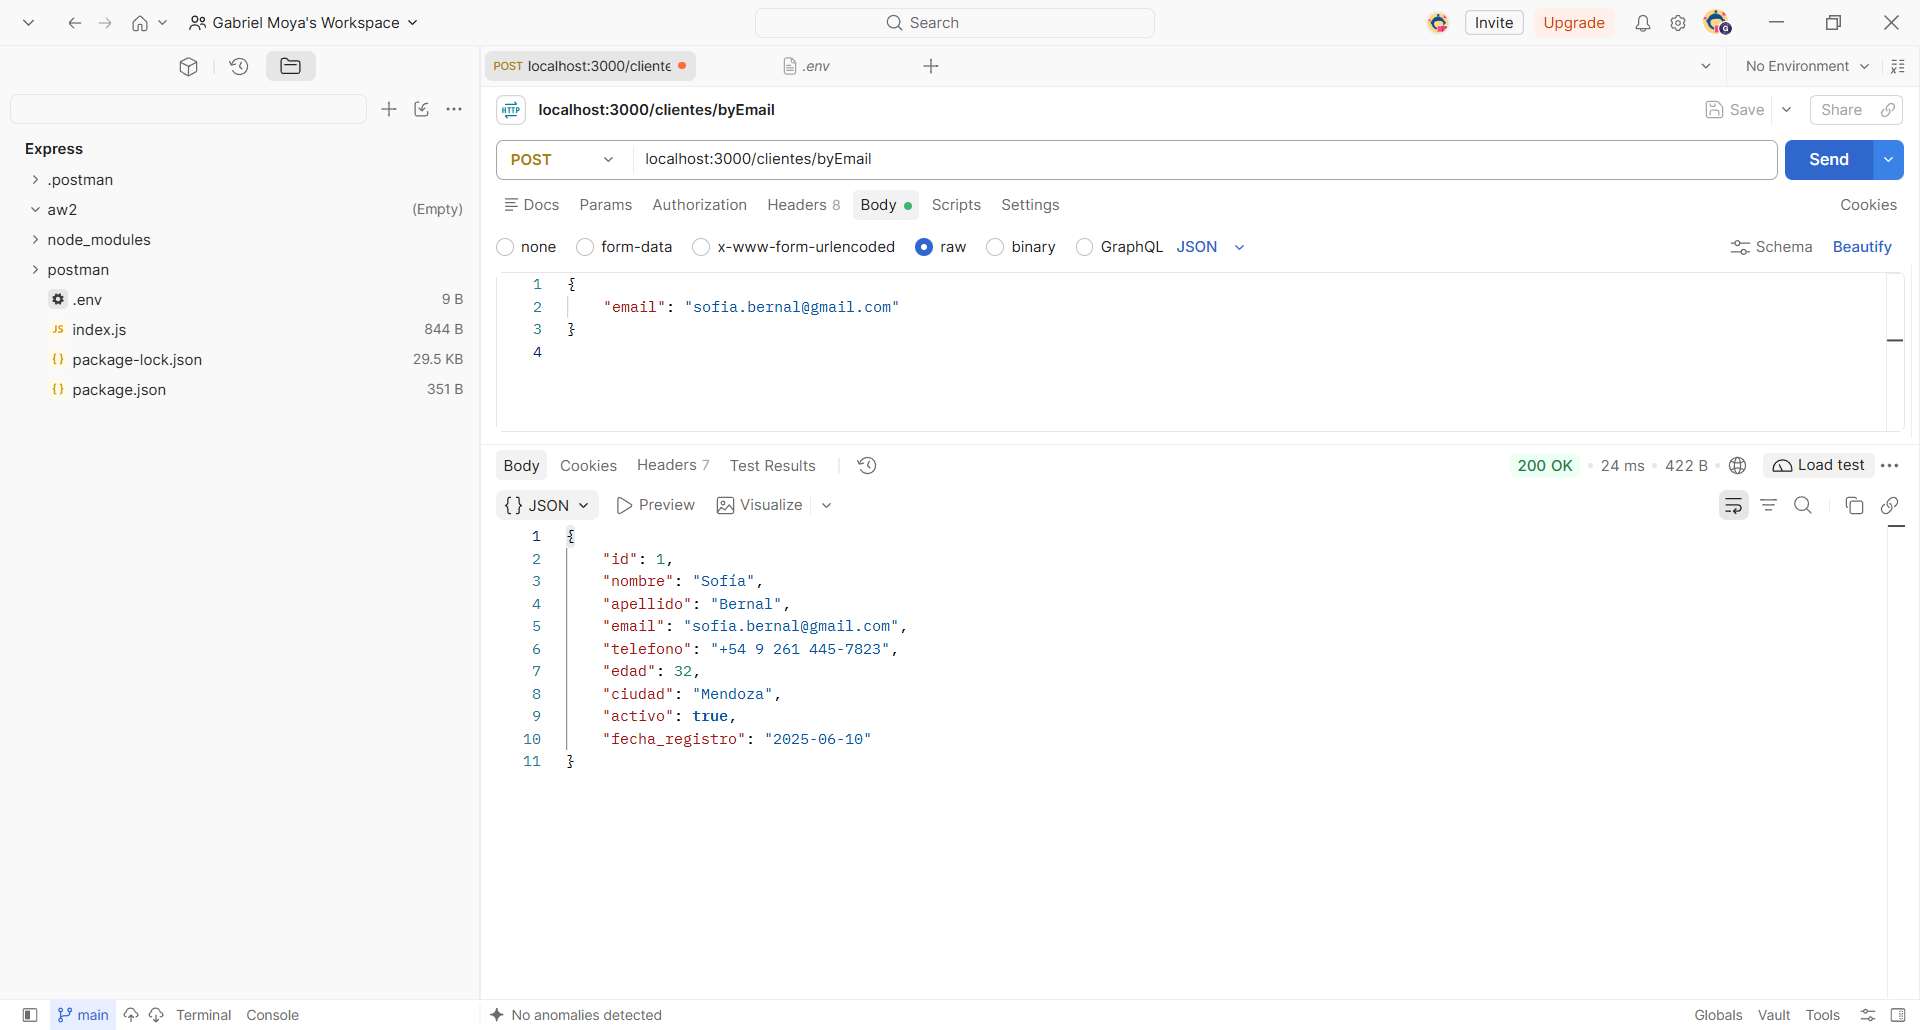 Gabriel Moya's Workspace
Search
Invite
Upgrade
POST localhost:3000/cliente
.env
No Environment
HTTP localhost:3000/clientes/byEmail
Save
Share
POST
localhost:3000/clientes/byEmail
Send
Docs
Params
Authorization
Headers 8
Body
Scripts
Settings
Cookies
none
form-data
x-www-form-urlencoded
raw
binary
GraphQL
JSON
Schema
Beautify
Express
.postman
aw2 (Empty)
node_modules
postman
.env 9 B
JS index.js 844 B
{} package-lock.json 29.5 KB
{} package.json 351 B
1 {
2 "email": "sofia.bernal@gmail.com"
3 }
4
Body
Cookies
Headers 7
Test Results
200 OK
24 ms
422 B
Load test
{} JSON
Preview
Visualize
1 {
2 "id": 1,
3 "nombre": "Sofía",
4 "apellido": "Bernal",
5 "email": "sofia.bernal@gmail.com",
6 "telefono": "+54 9 261 445-7823",
7 "edad": 32,
8 "ciudad": "Mendoza",
9 "activo": true,
10 "fecha_registro": "2025-06-10"
11 }
main
Terminal
Console
No anomalies detected
Globals
Vault
Tools